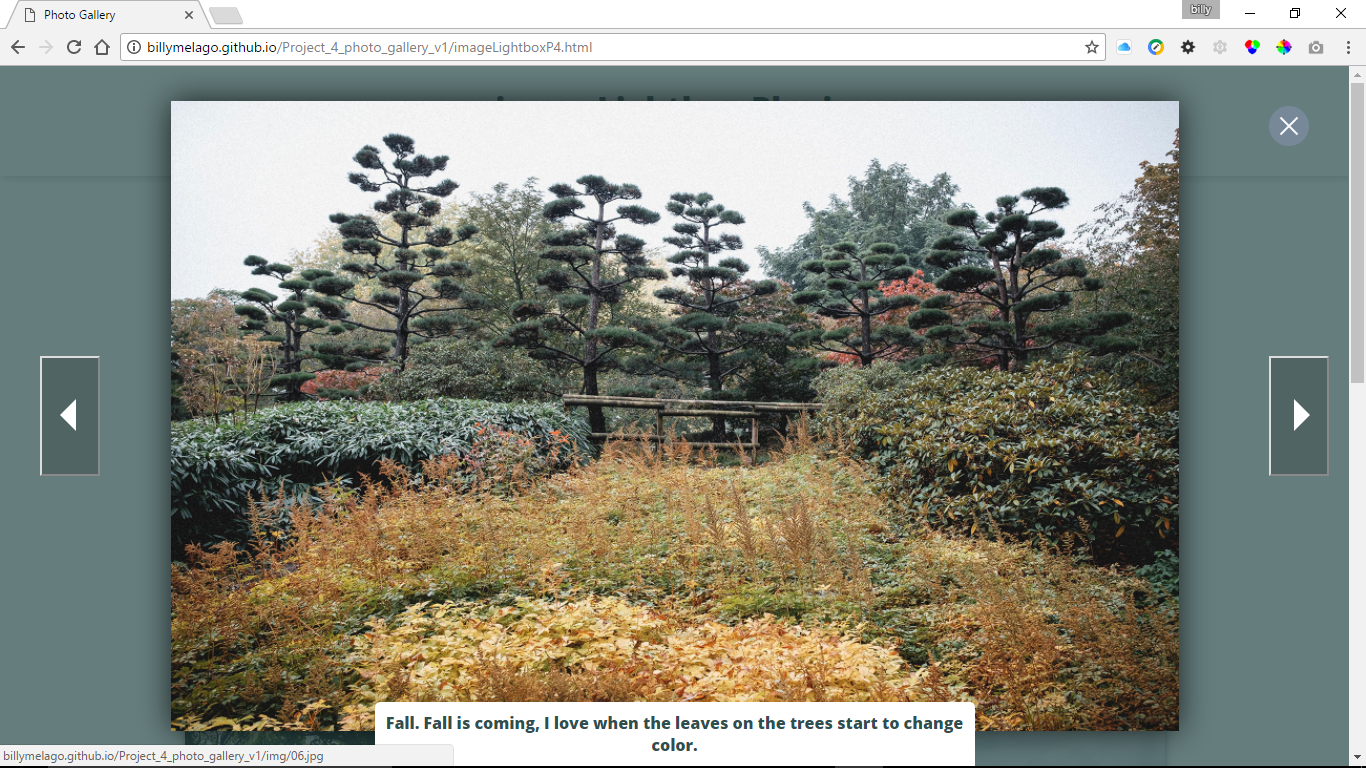 Photo Gallery
billy
billymelago.github.io/Project_4_photo_gallery_v1/imageLightboxP4.html
Fall. Fall is coming, I love when the leaves on the trees start to change
color.
billymelago.github.io/Project_4_photo_gallery_v1/img/06.jpg